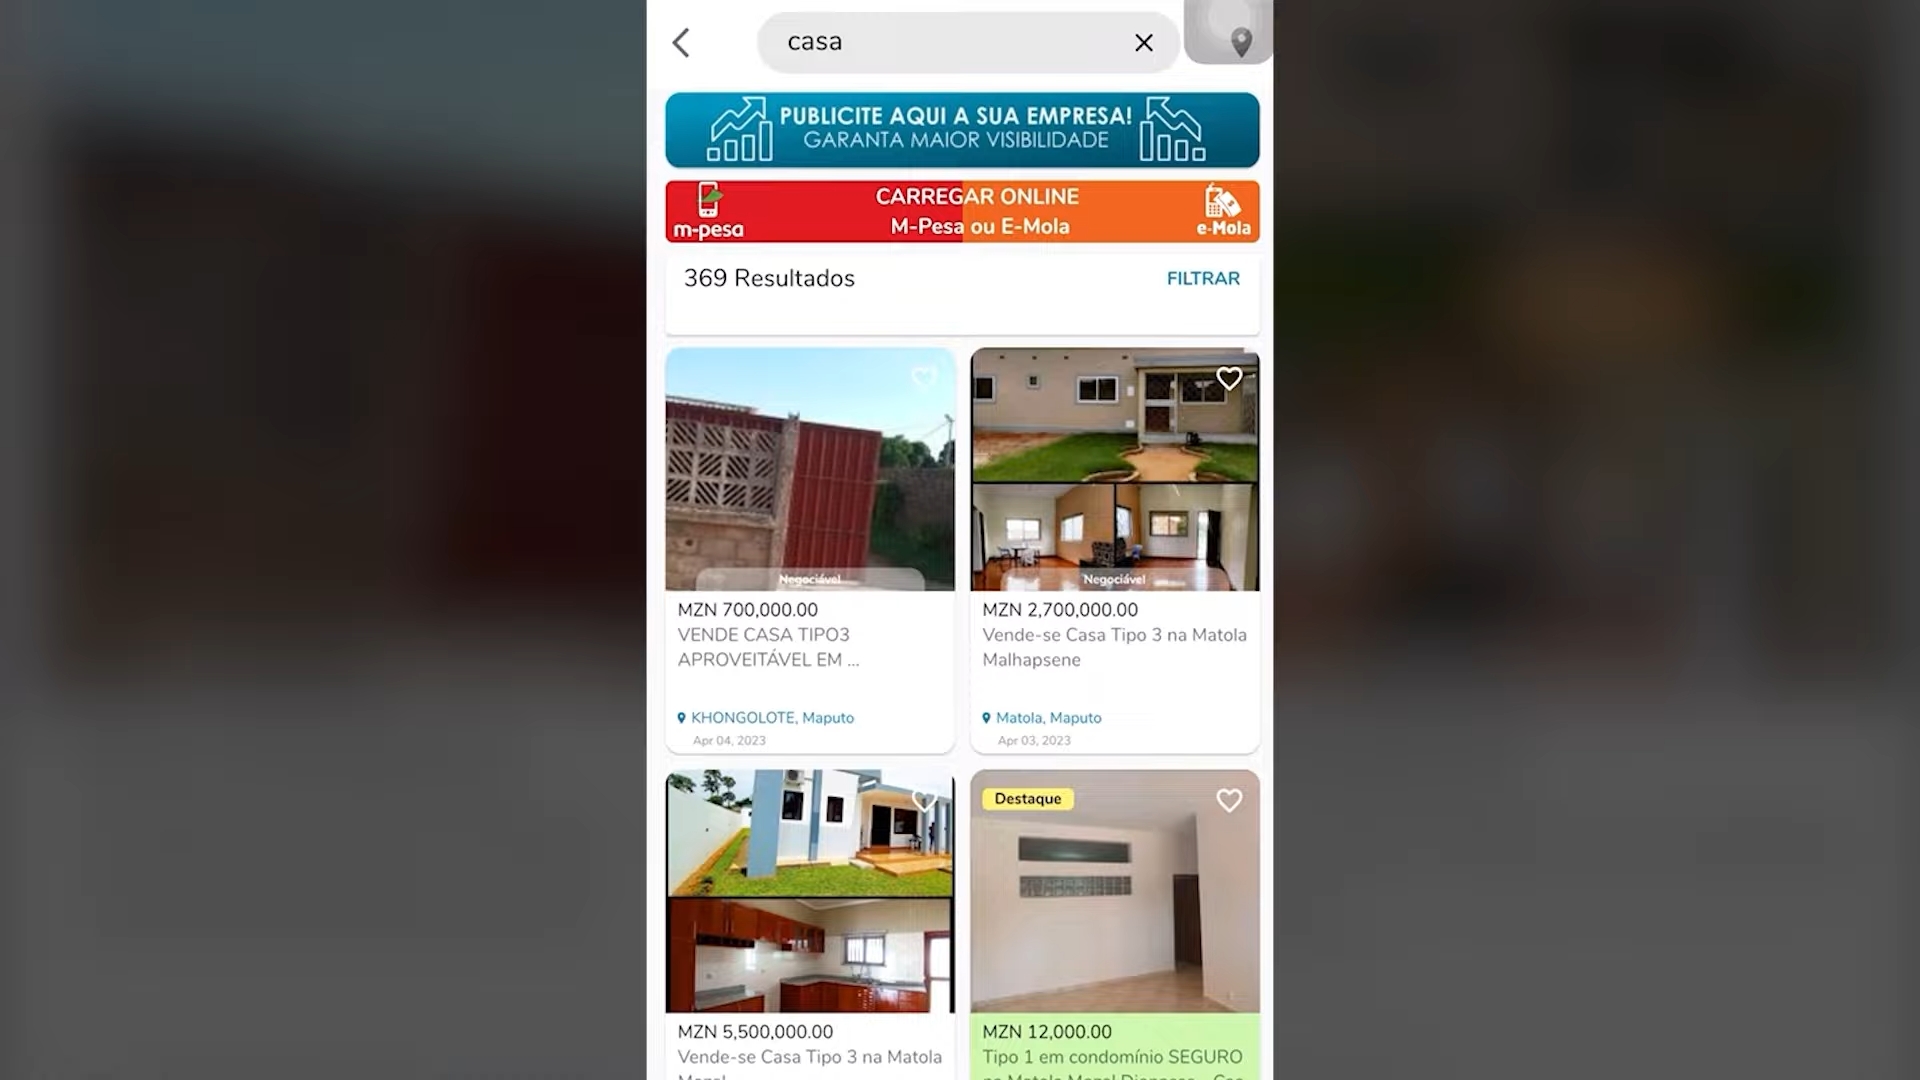 casa
PUBLICITE AQUI A SUA EMPRESA!
GARANTA MAIOR VISIBILIDADE
m-pesa
CARREGAR ONLINE
M-Pesa ou E-Mola
e-Mola
369 Resultados
FILTRAR
Negociável
MZN 700,000.00
VENDE CASA TIPO3
APROVEITÁVEL EM ...
KHONGOLOTE, Maputo
Apr 04, 2023
Negociável
MZN 2,700,000.00
Vende-se Casa Tipo 3 na Matola
Malhapsene
Matola, Maputo
Apr 03, 2023
MZN 5,500,000.00
Vende-se Casa Tipo 3 na Matola
Destaque
MZN 12,000.00
Tipo 1 em condomínio SEGURO
na Matola Mozal